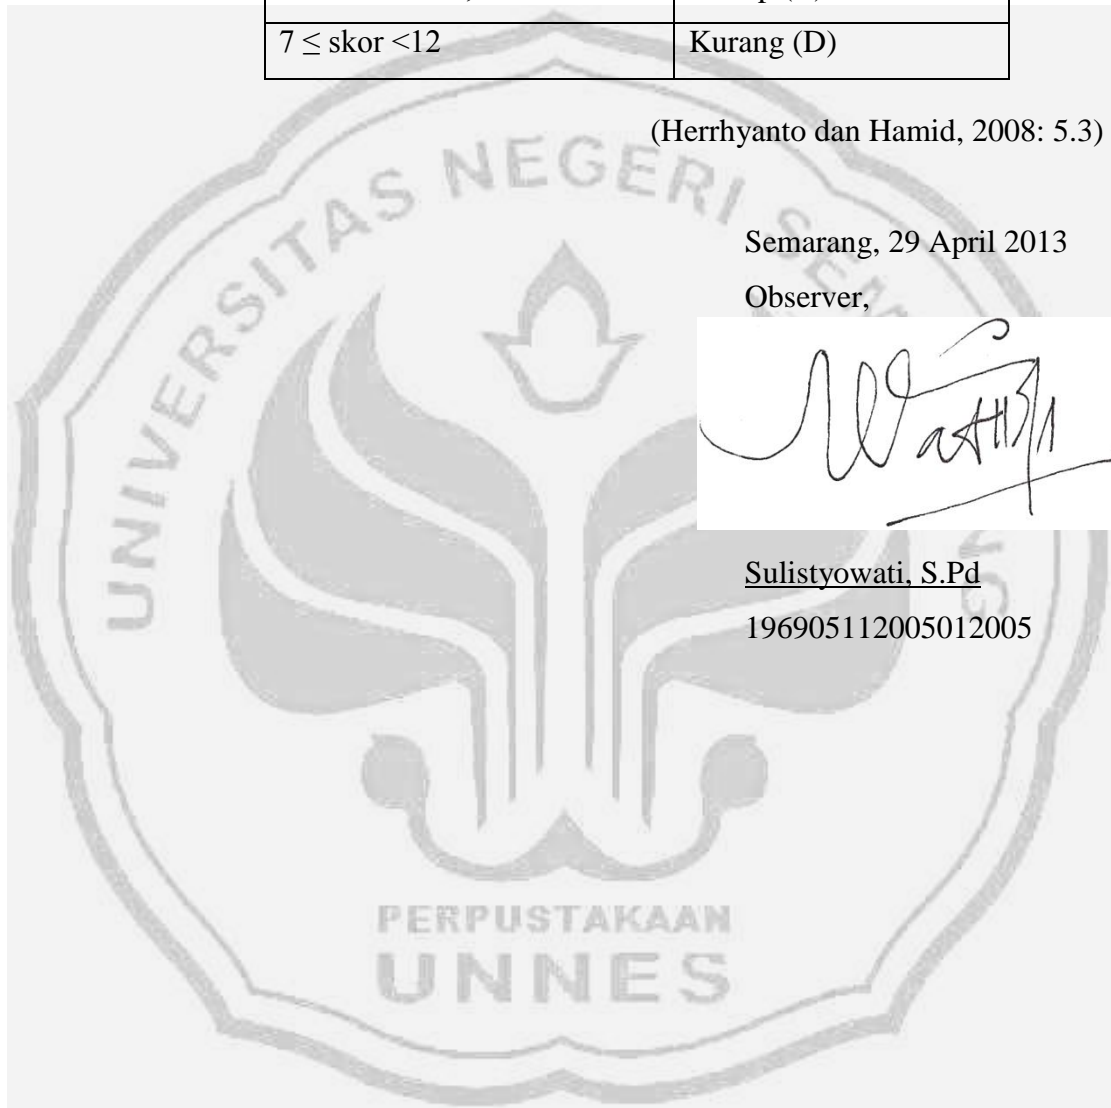 7 ≤ skor <12 Kurang (D)
(Herrhyanto dan Hamid, 2008: 5.3)
Semarang, 29 April 2013
Observer,
Sulistyowati, S.Pd
196905112005012005
UNIVERSITAS NEGERI SEMARANG
PERPUSTAKAAN
UNNES